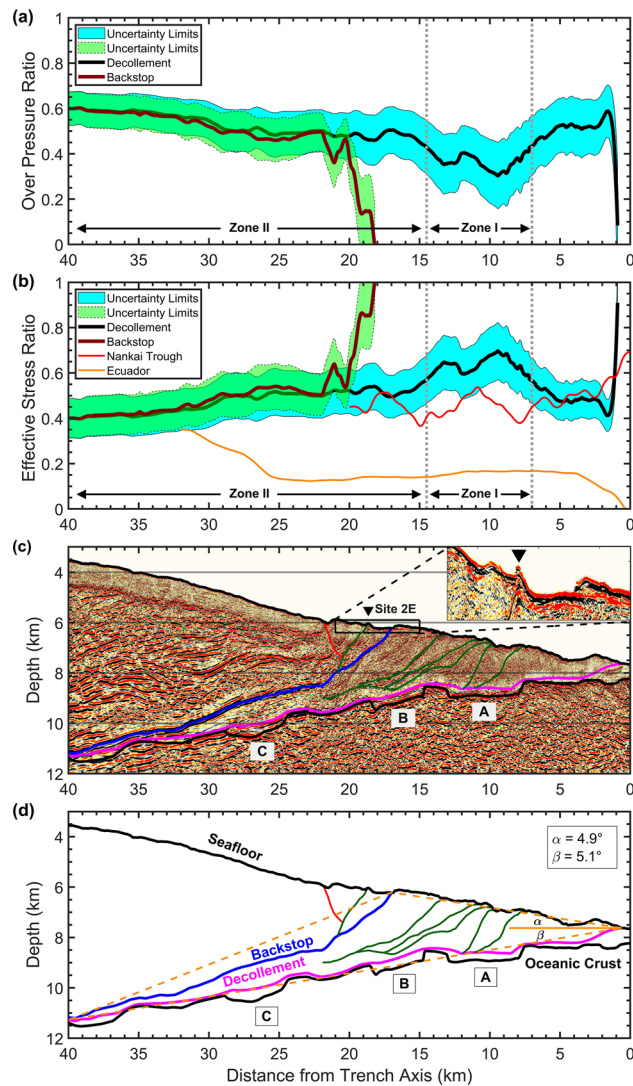 (a)
Over Pressure Ratio
1
0.8
0.6
0.4
0.2
0
Uncertainty Limits
Uncertainty Limits
Decollement
Backstop
Zone II
Zone I
40 35 30 25 20 15 10 5 0
(b)
Effective Stress Ratio
1
0.8
0.6
0.4
0.2
0
Uncertainty Limits
Uncertainty Limits
Decollement
Backstop
Nankai Trough
Ecuador
Zone II
Zone I
40 35 30 25 20 15 10 5 0
(c)
Depth (km)
4
6
8
10
12
Site 2E
A
B
C
40 35 30 25 20 15 10 5 0
(d)
Depth (km)
4
6
8
10
12
α = 4.9°
β = 5.1°
Seafloor
Backstop
Decollement
α
β
Oceanic Crust
A
B
C
40 35 30 25 20 15 10 5 0
Distance from Trench Axis (km)